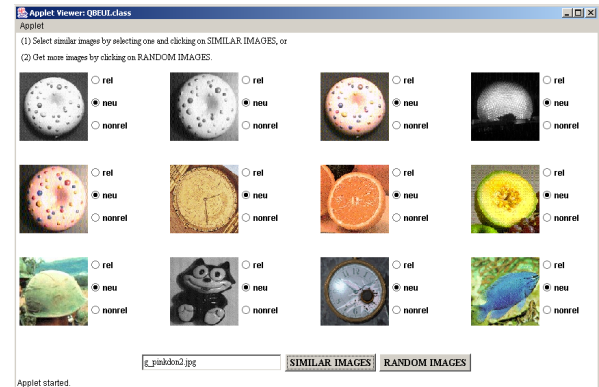 Applet Viewer: QBEUI.class
Applet
(1) Select similar images by selecting one and clicking on SIMILAR IMAGES, or
(2) Get more images by clicking on RANDOM IMAGES.
rel rel rel rel
neu neu neu neu
nonrel nonrel nonrel nonrel
rel rel rel rel
neu neu neu neu
nonrel nonrel nonrel nonrel
rel rel rel rel
neu neu neu neu
nonrel nonrel nonrel nonrel
g_pinkdon2.jpg SIMILAR IMAGES RANDOM IMAGES
Applet started.